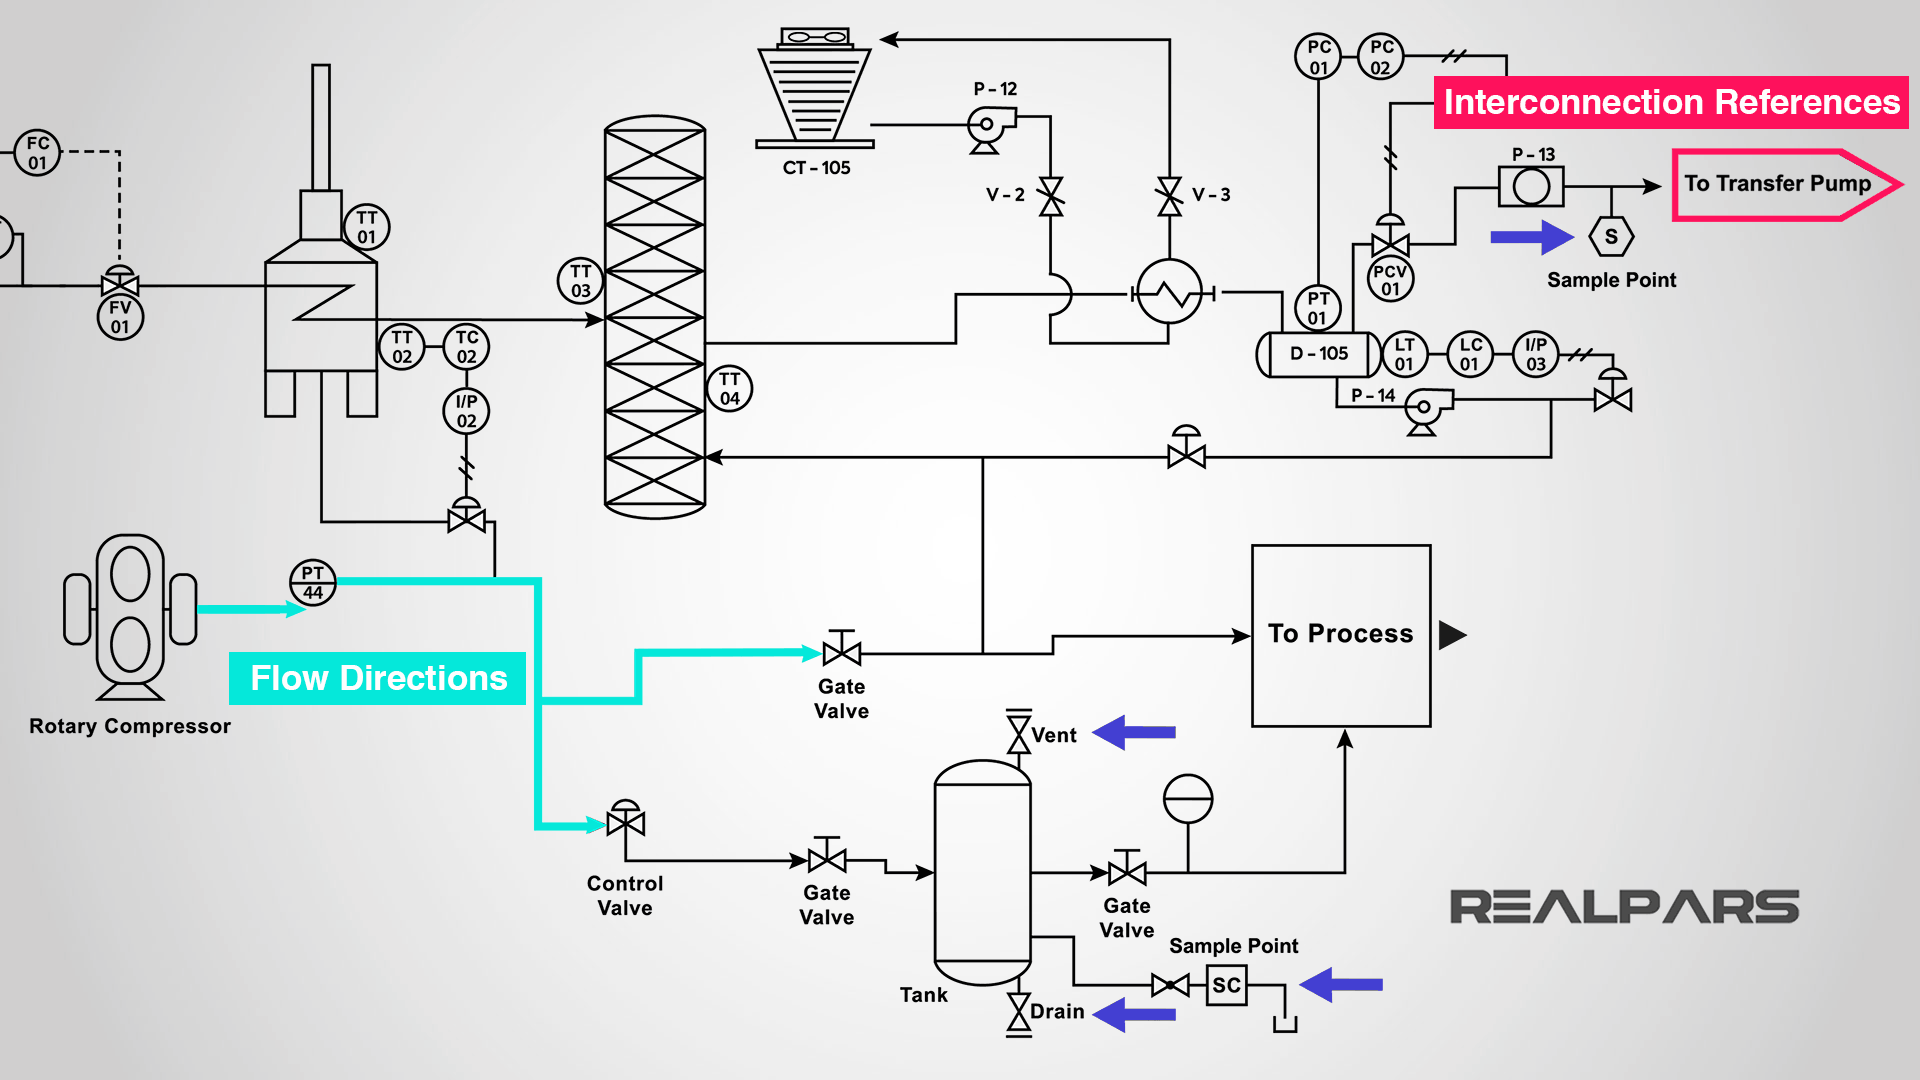 PC
01
PC
02
Interconnection References
P - 12
FC
01
P - 13
CT - 105
To Transfer Pump
TT
01
V - 2
V - 3
S
Sample Point
TT
03
PCV
01
FV
01
PT
01
TT
02
TC
02
D - 105
LT
01
LC
01
I/P
03
TT
04
P - 14
I/P
02
PT
44
To Process
Flow Directions
Gate
Valve
Rotary Compressor
Vent
Control
Valve
Gate
Valve
Gate
Valve
REALPARS
Sample Point
SC
Tank
Drain